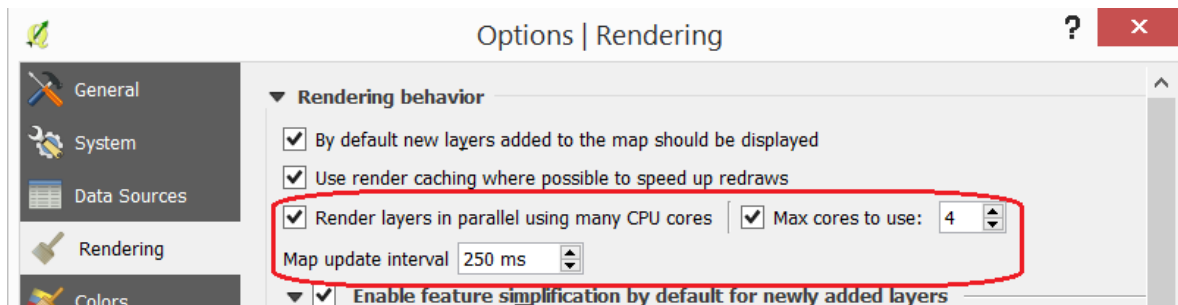 Options | Rendering
?
x
General
System
Data Sources
Rendering
Colors
Rendering behavior
By default new layers added to the map should be displayed
Use render caching where possible to speed up redraws
Render layers in parallel using many CPU cores Max cores to use: 4
Map update interval 250 ms
Enable feature simplification by default for newly added layers